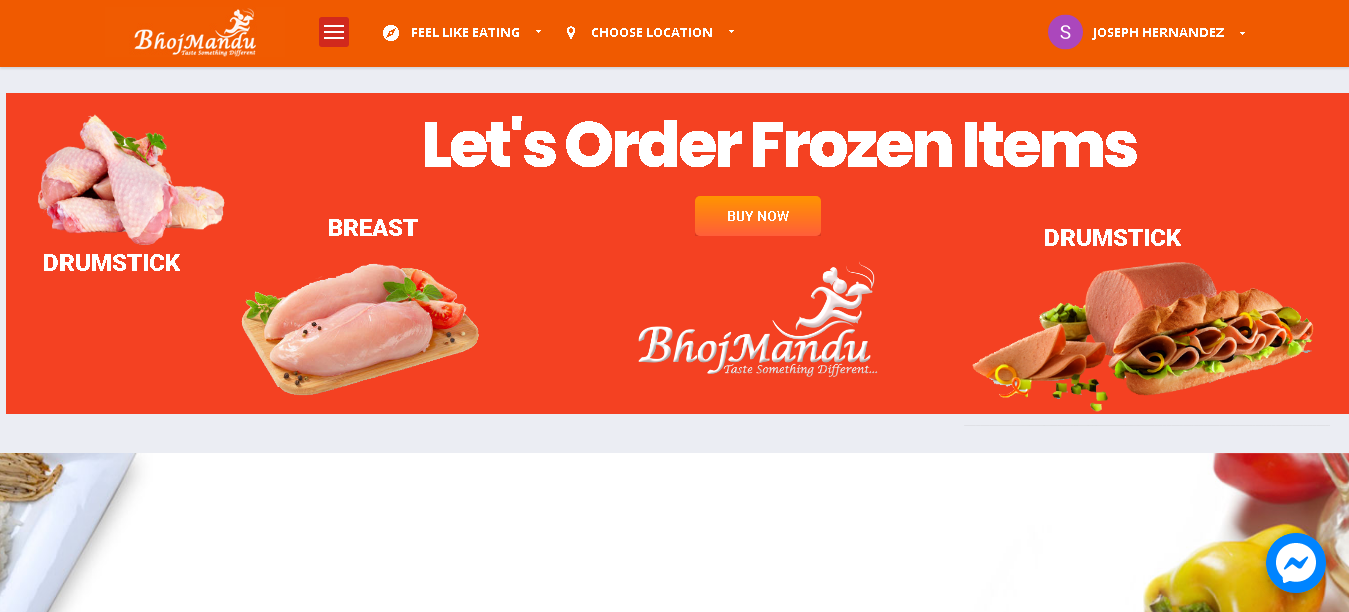 BhojMandu
Taste Something Different
FEEL LIKE EATING
CHOOSE LOCATION
S
JOSEPH HERNANDEZ
Let's Order Frozen Items
BUY NOW
BREAST
DRUMSTICK
DRUMSTICK
BhojMandu
Taste Something Different...